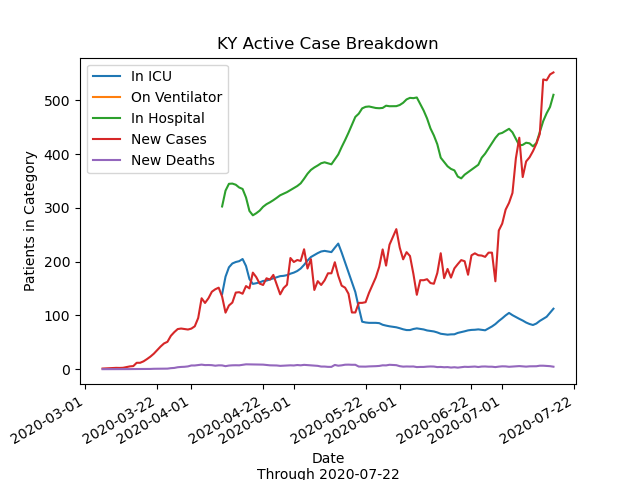 KY Active Case Breakdown
In ICU
On Ventilator
In Hospital
New Cases
New Deaths
Patients in Category
500
400
300
200
100
0
2020-03-01
2020-03-22
2020-04-01
2020-04-22
2020-05-01
2020-05-22
2020-06-01
2020-06-22
2020-07-01
2020-07-22
Date
Through 2020-07-22